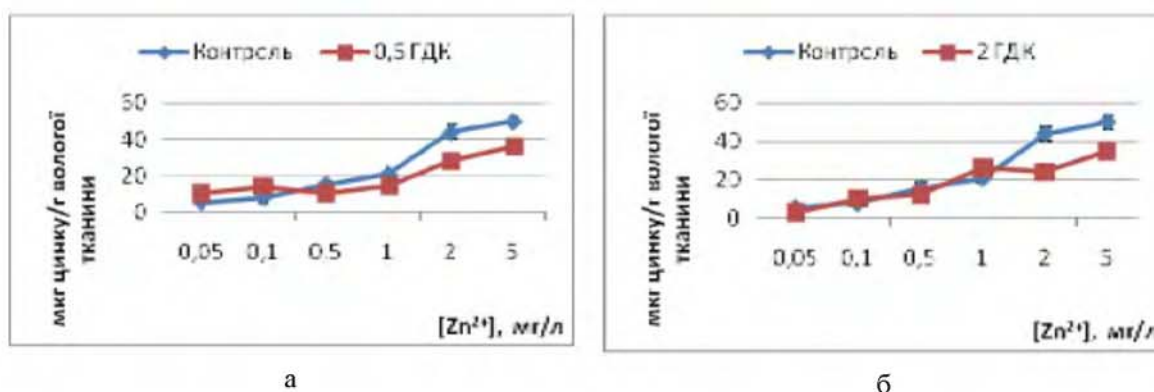 Контроль 0,5 ГДК
мкг цинку/г вологої
тканини
60
40
20
0
0,05 0,1 0,5 1 2 5
[Zn²⁺], мг/л
а
Контроль 2 ГДК
мкг цинку/г вологої
тканини
60
40
20
0
0,05 0,1 0,5 1 2 5
[Zn²⁺], мг/л
б